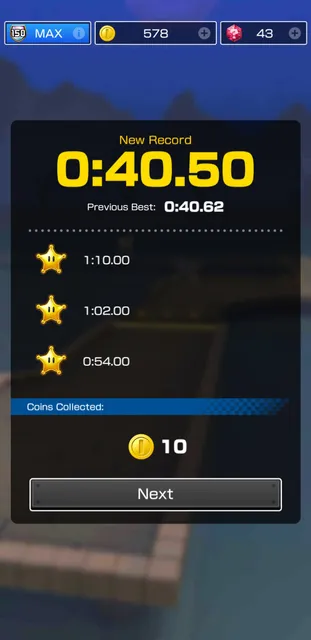 150 MAX i 578 43
New Record
0:40.50
Previous Best: 0:40.62
1:10.00
1:02.00
0:54.00
Coins Collected:
10
Next